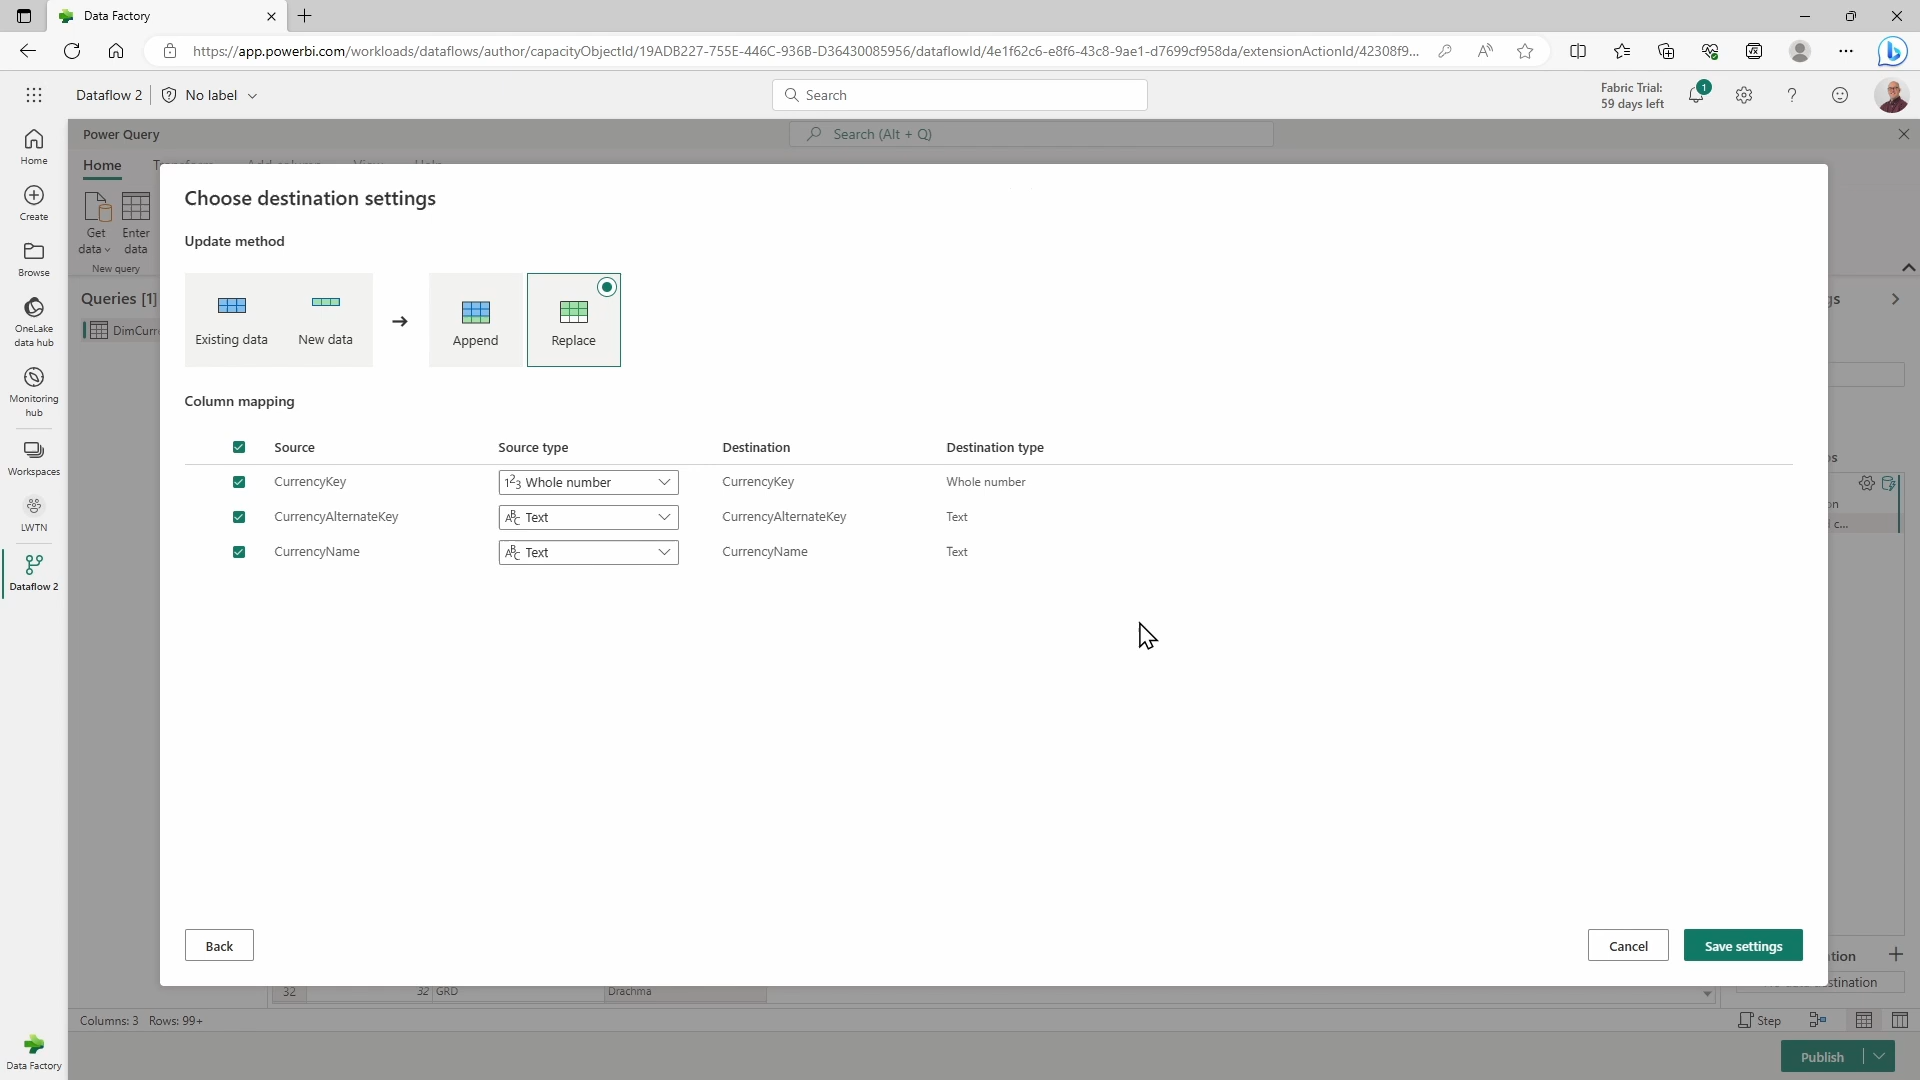 Data Factory
https://app.powerbi.com/workloads/dataflows/author/capacityObjectId/19ADB227-755E-446C-936B-D36430085956/dataflowId/4e1f62c6-e8f6-43c8-9ae1-d7699cf958da/extensionActionId/42308f9...
Dataflow 2
No label
Search
Fabric Trial:
59 days left
1
Home
Create
Browse
OneLake
data hub
Monitoring
hub
Workspaces
LWTN
Dataflow 2
Data Factory
Power Query
Search (Alt + Q)
Home
Get
data
Enter
data
New query
Queries [1]
DimCurr
Choose destination settings
Update method
Existing data
New data
Append
Replace
Column mapping
Source Source type Destination Destination type
CurrencyKey 123 Whole number CurrencyKey Whole number
CurrencyAlternateKey ABC Text CurrencyAlternateKey Text
CurrencyName ABC Text CurrencyName Text
Back
Cancel
Save settings
32 32 GRD Drachma
Columns: 3 Rows: 99+
Step
Publish